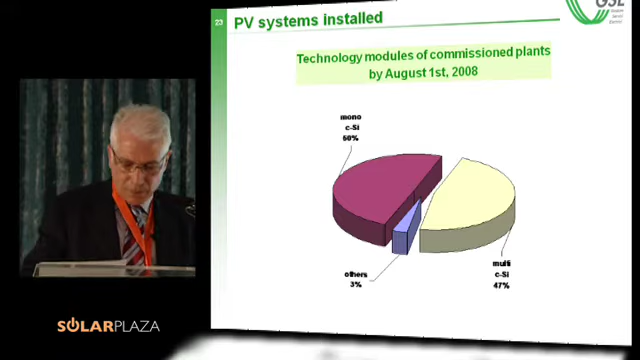 23 PV systems installed
GSE
Technology modules of commissioned plants
by August 1st, 2008
mono
c-Si
50%
others
3%
multi
c-Si
47%
SOLARPLAZA